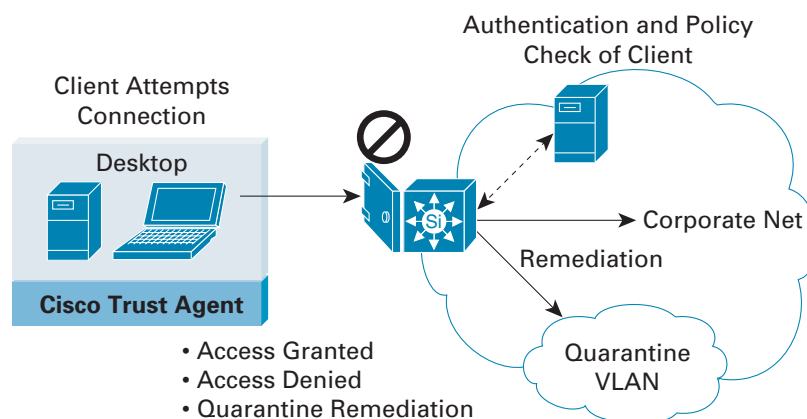 Authentication and Policy
Check of Client
Client Attempts
Connection
Desktop
Si
Corporate Net
Remediation
Cisco Trust Agent
Quarantine
VLAN
• Access Granted
• Access Denied
• Quarantine Remediation